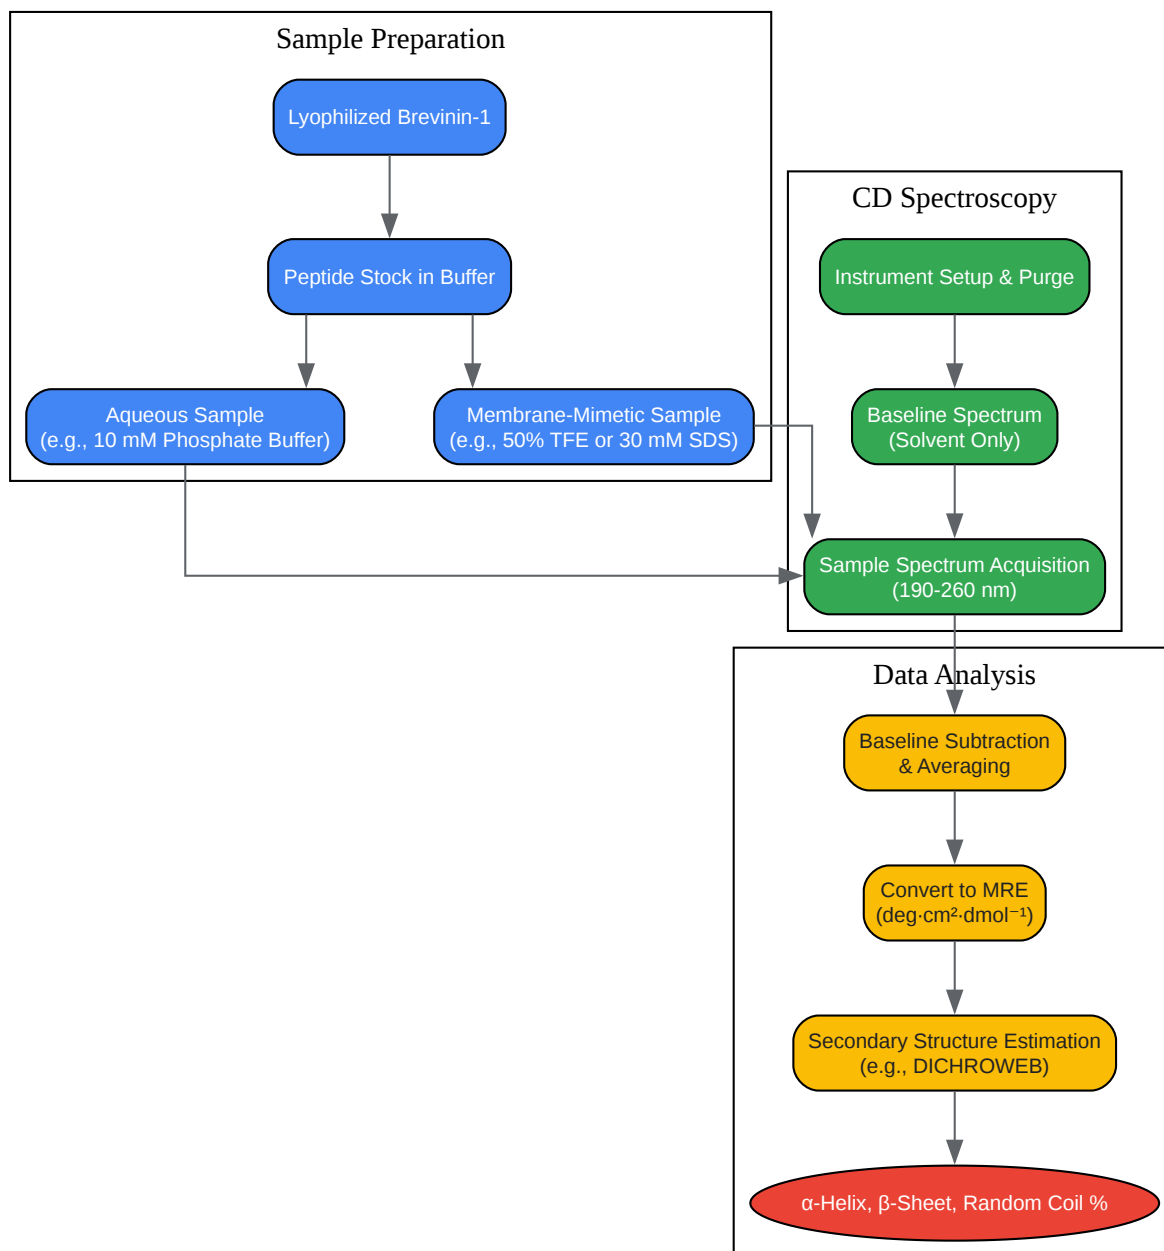 Sample Preparation
Lyophilized Brevinin-1
Peptide Stock in Buffer
Aqueous Sample
(e.g., 10 mM Phosphate Buffer)
Membrane-Mimetic Sample
(e.g., 50% TFE or 30 mM SDS)
CD Spectroscopy
Instrument Setup & Purge
Baseline Spectrum
(Solvent Only)
Sample Spectrum Acquisition
(190-260 nm)
Data Analysis
Baseline Subtraction
& Averaging
Convert to MRE
(deg·cm²·dmol⁻¹)
Secondary Structure Estimation
(e.g., DICHROWEB)
α-Helix, β-Sheet, Random Coil %